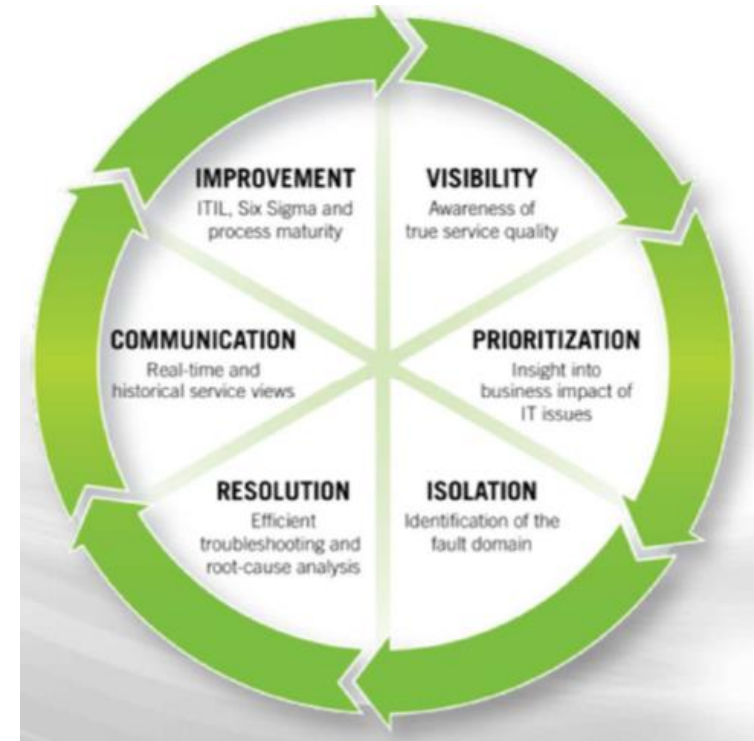 IMPROVEMENT
ITIL, Six Sigma and
process maturity
VISIBILITY
Awareness of
true service quality
COMMUNICATION
Real-time and
historical service views
PRIORITIZATION
Insight into
business impact of
IT issues
RESOLUTION
Efficient
troubleshooting and
root-cause analysis
ISOLATION
Identification of the
fault domain